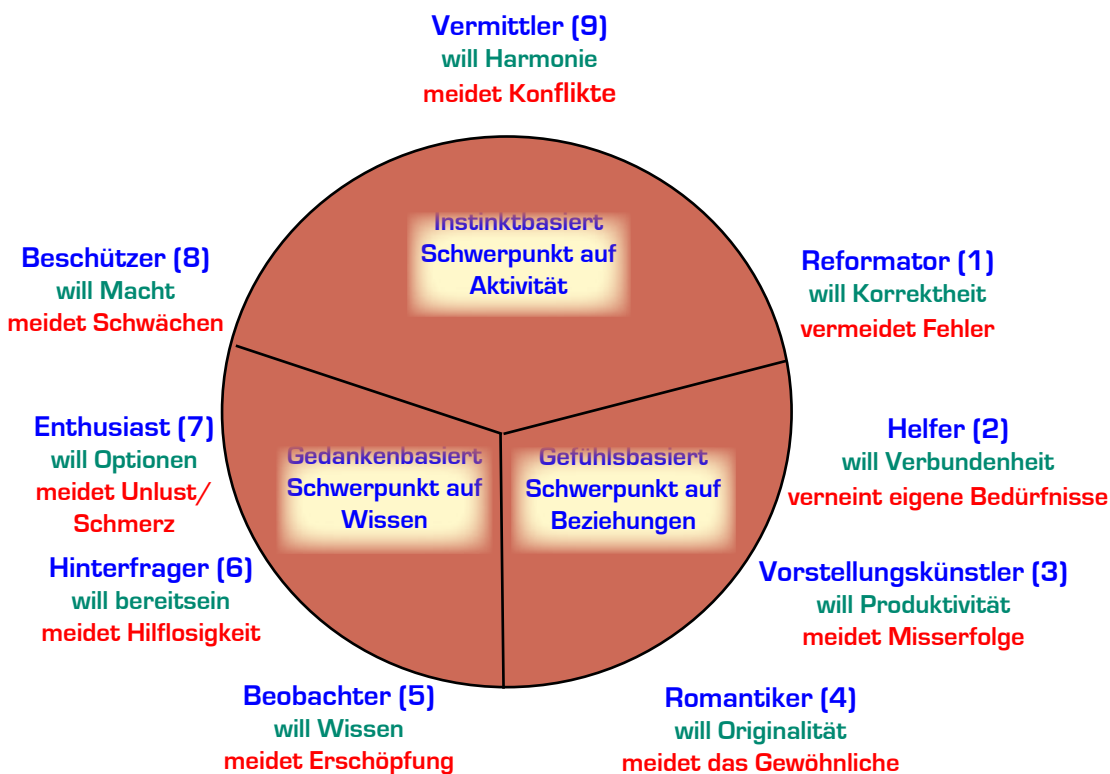 Vermittler (9)
will Harmonie
meidet Konflikte
Instinktbasiert
Schwerpunkt auf
Aktivität
Beschützer (8)
will Macht
meidet Schwächen
Reformator (1)
will Korrektheit
vermeidet Fehler
Enthusiast (7)
will Optionen
meidet Unlust/
Schmerz
Gedankenbasiert
Schwerpunkt auf
Wissen
Gefühlsbasiert
Schwerpunkt auf
Beziehungen
Helfer (2)
will Verbundenheit
verneint eigene Bedürfnisse
Hinterfrager (6)
will bereitsein
meidet Hilflosigkeit
Vorstellungskünstler (3)
will Produktivität
meidet Misserfolge
Beobachter (5)
will Wissen
meidet Erschöpfung
Romantiker (4)
will Originalität
meidet das Gewöhnliche